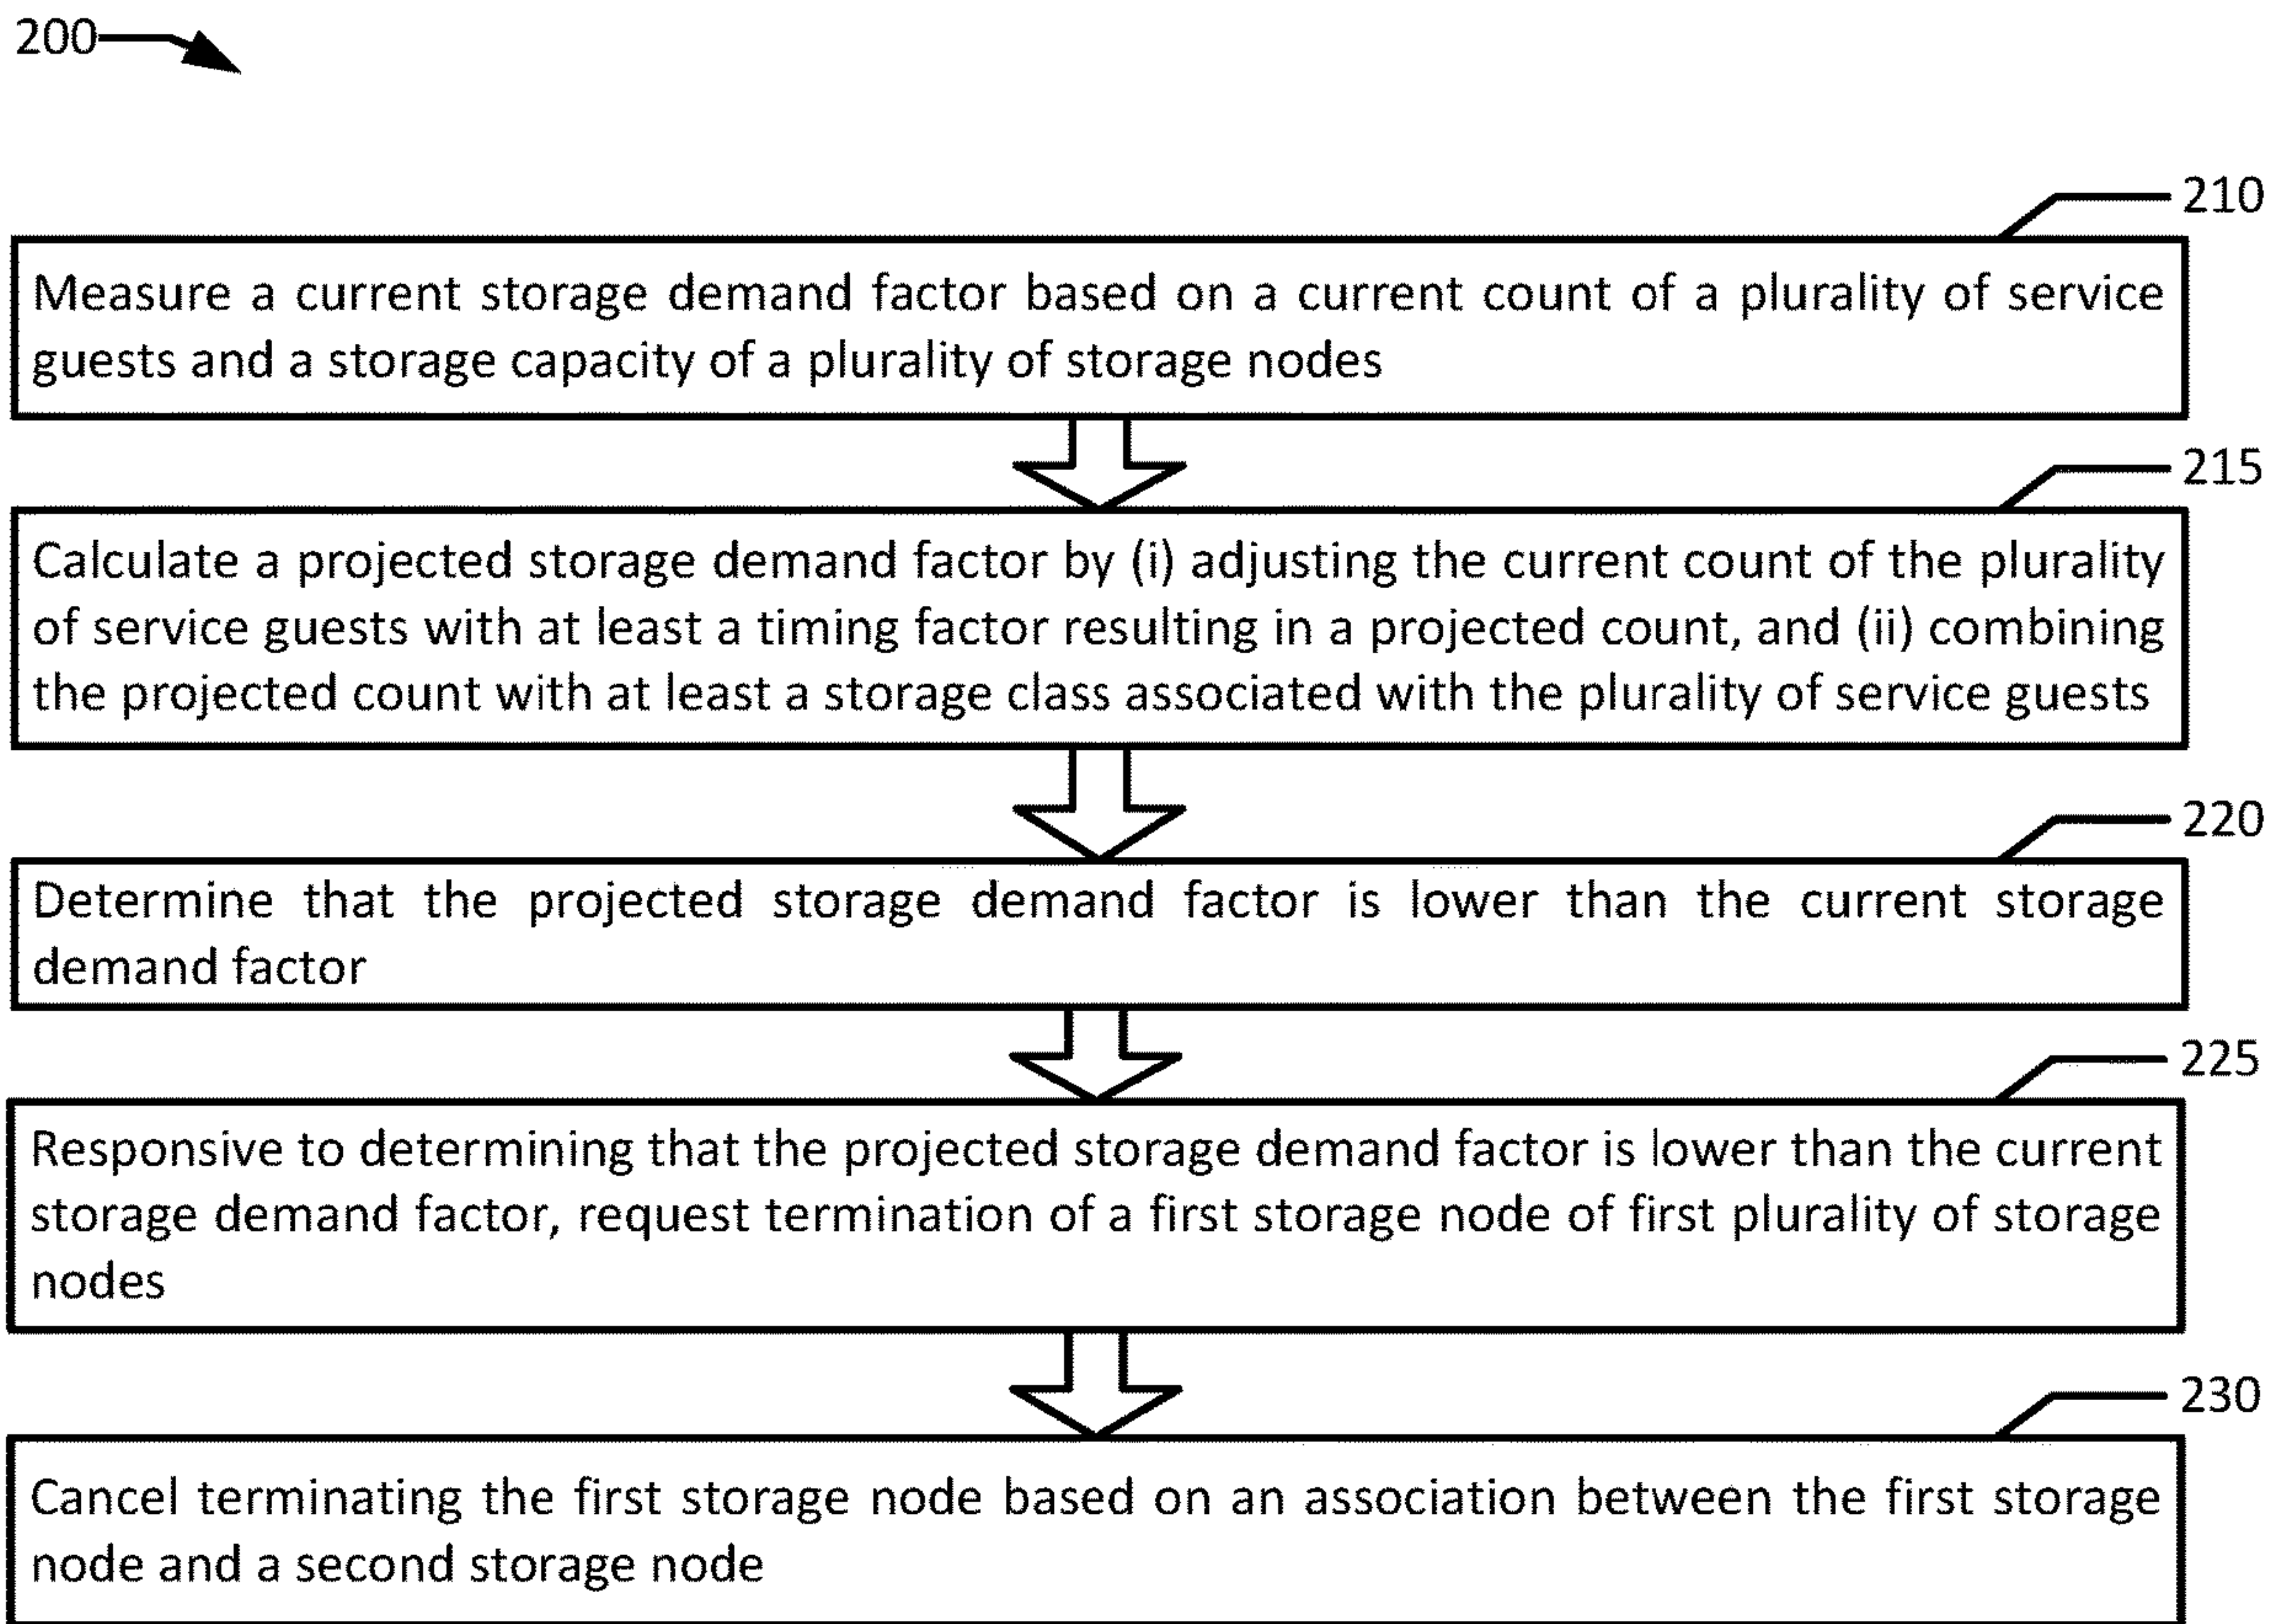 200
210
Measure a current storage demand factor based on a current count of a plurality of service
guests and a storage capacity of a plurality of storage nodes
215
Calculate a projected storage demand factor by (i) adjusting the current count of the plurality
of service guests with at least a timing factor resulting in a projected count, and (ii) combining
the projected count with at least a storage class associated with the plurality of service guests
220
Determine that the projected storage demand factor is lower than the current storage
demand factor
225
Responsive to determining that the projected storage demand factor is lower than the current
storage demand factor, request termination of a first storage node of first plurality of storage
nodes
230
Cancel terminating the first storage node based on an association between the first storage
node and a second storage node